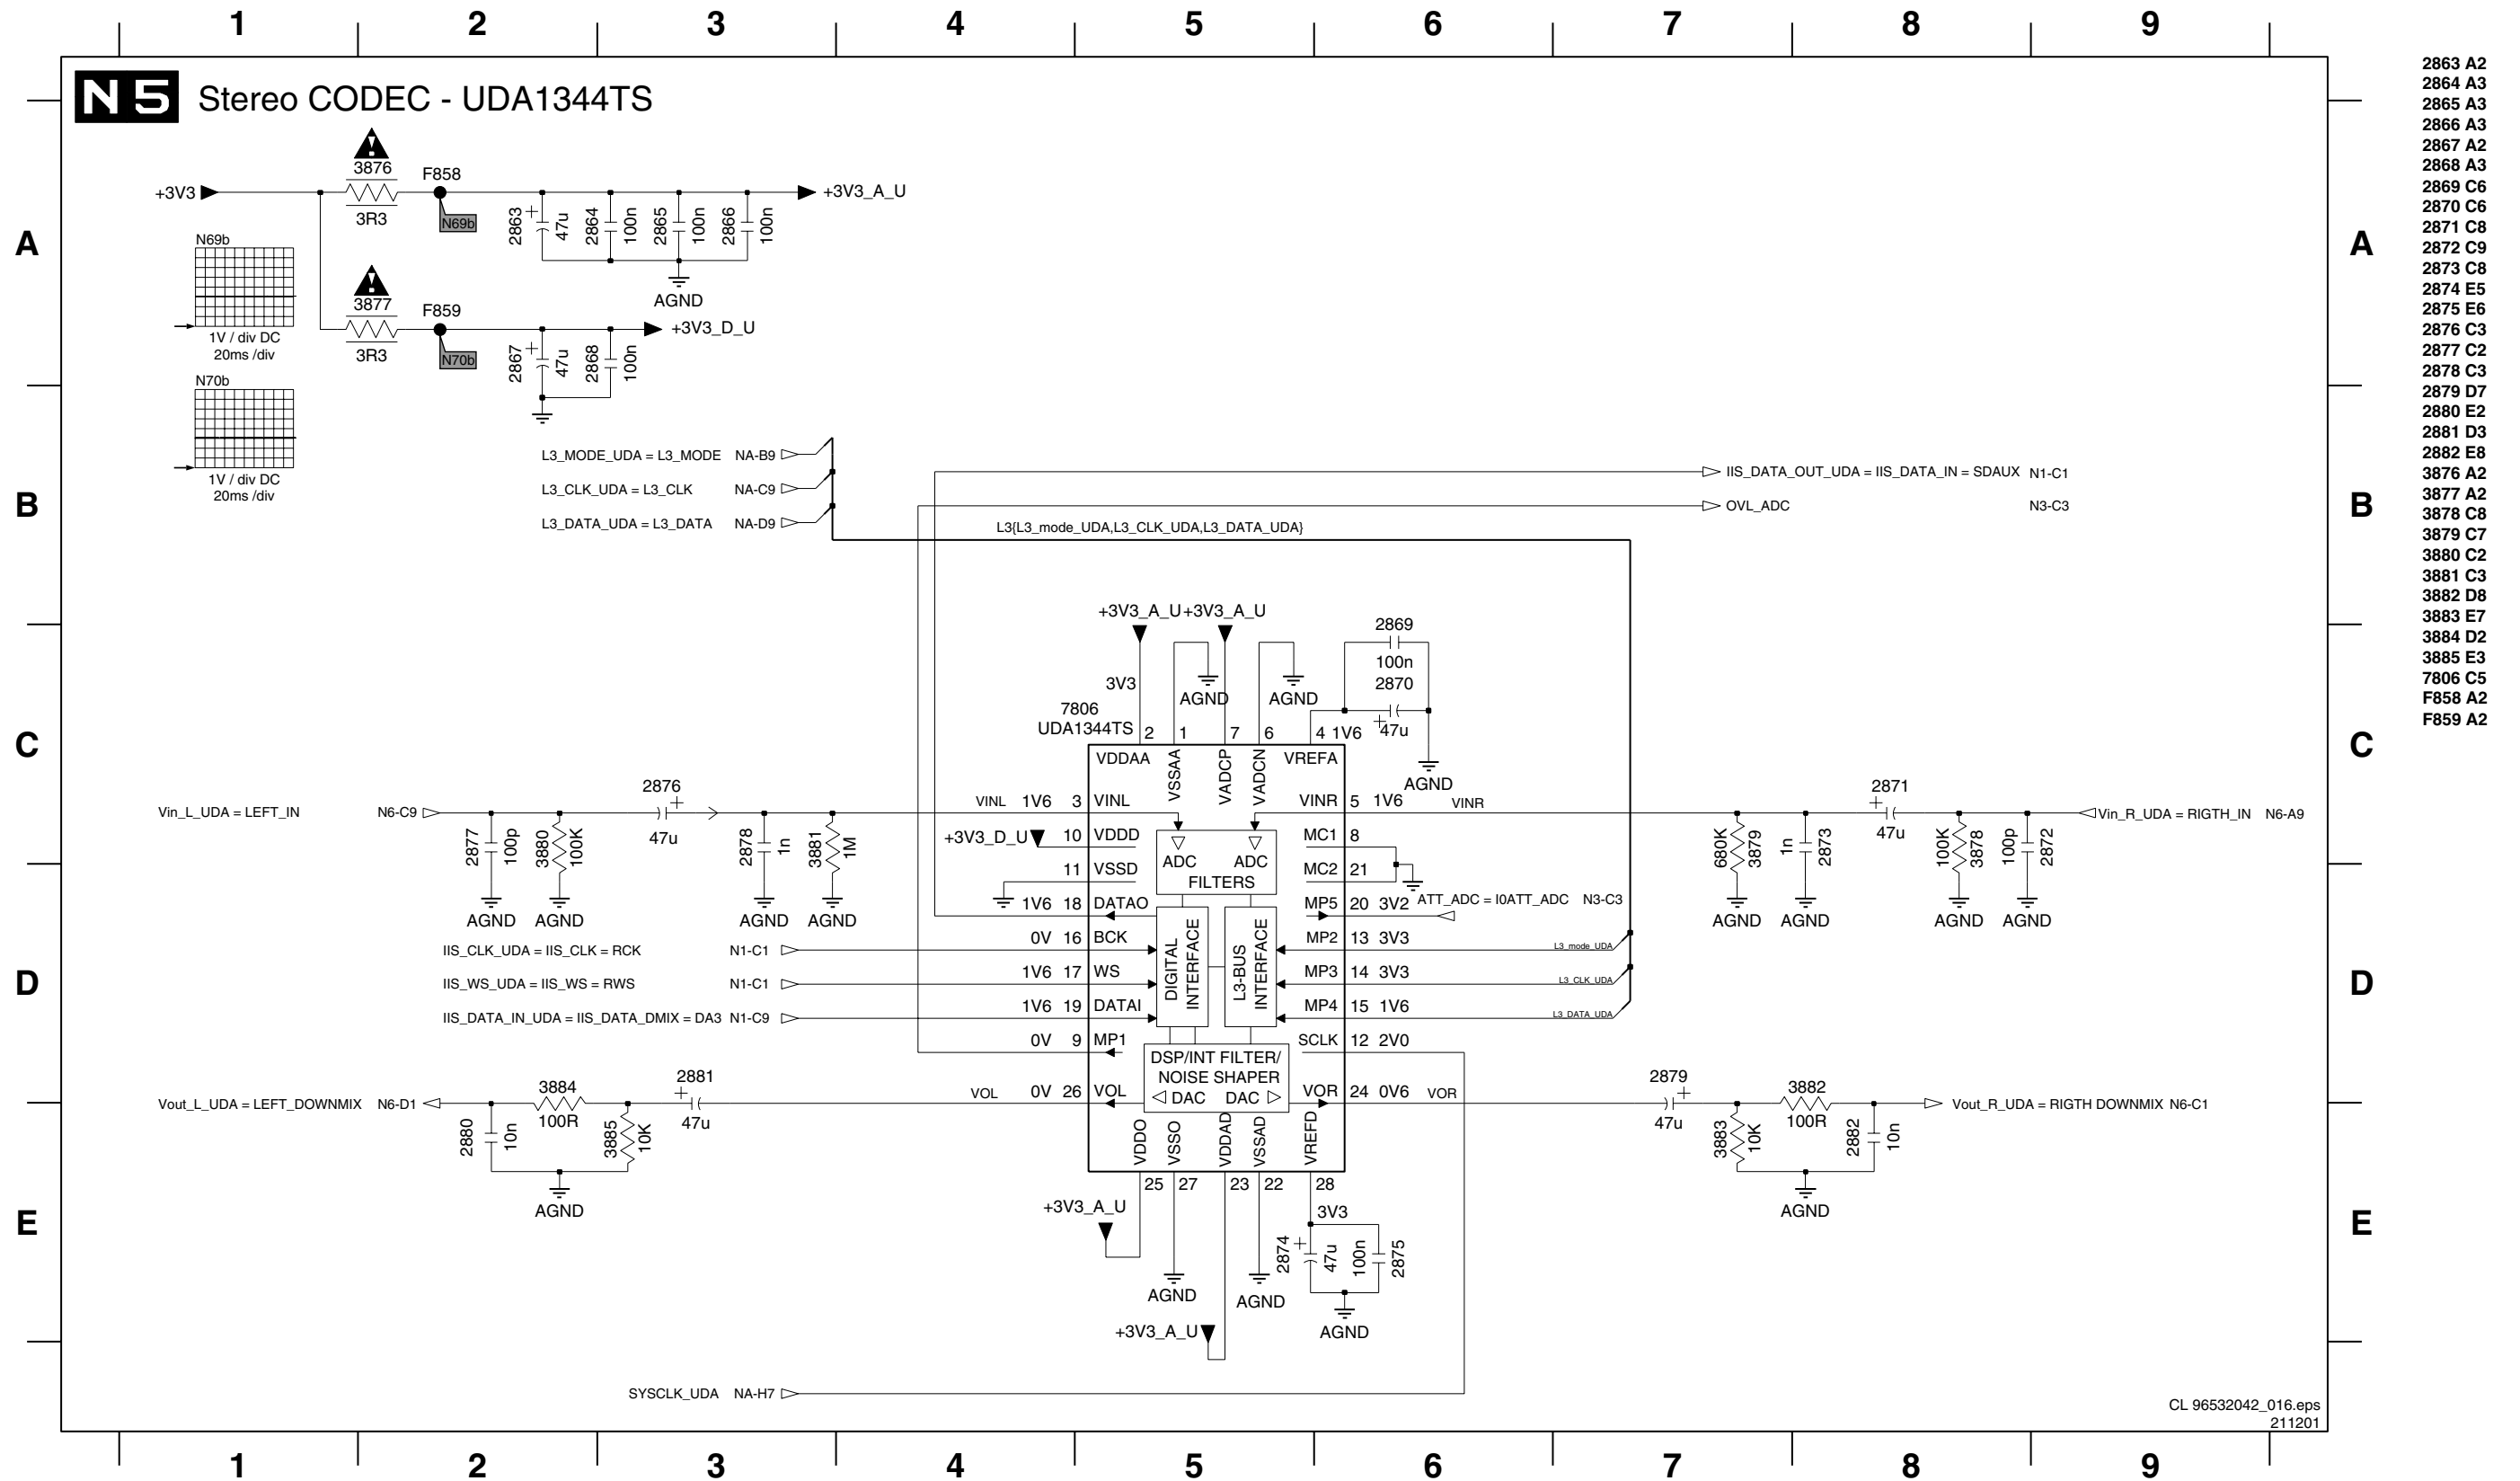 1 2 3 4 5 6 7 8 9
N 5 Stereo CODEC - UDA1344TS
A
B
C
D
E
+3V3
3876
3R3
F858
N69b
2863
47u
2864
100n
2865
100n
2866
100n
+3V3_A_U
AGND
N69b
1V / div DC
20ms /div
3877
3R3
F859
N70b
2867
47u
2868
100n
+3V3_D_U
N70b
1V / div DC
20ms /div
L3_MODE_UDA = L3_MODE NA-B9
L3_CLK_UDA = L3_CLK NA-C9
L3_DATA_UDA = L3_DATA NA-D9
L3{L3_mode_UDA,L3_CLK_UDA,L3_DATA_UDA}
IIS_DATA_OUT_UDA = IIS_DATA_IN = SDAUX N1-C1
OVL_ADC N3-C3
+3V3_A_U +3V3_A_U
3V3
AGND
AGND
2869
100n
2870
47u
AGND
7806
UDA1344TS
2 1 7 6 4 1V6
VDDAA
VSSAA
VADCP
VADCN
VREFA
Vin_L_UDA = LEFT_IN N6-C9
2877
100p
3880
100K
2876
47u
2878
1n
3881
1M
AGND AGND AGND AGND
VINL 1V6 3 VINL
+3V3_D_U 10 VDDD
11 VSSD
1V6 18 DATAO
0V 16 BCK
1V6 17 WS
1V6 19 DATAI
0V 9 MP1
VOL 0V 26 VOL
ADC ADC
FILTERS
DIGITAL
INTERFACE
L3-BUS
INTERFACE
DSP/INT FILTER/
NOISE SHAPER
DAC DAC
VINR 5 1V6 VINR
MC1 8
MC2 21
MP5 20 3V2 ATT_ADC = I0ATT_ADC N3-C3
MP2 13 3V3 L3_mode_UDA
MP3 14 3V3 L3_CLK_UDA
MP4 15 1V6 L3_DATA_UDA
SCLK 12 2V0
VOR 24 0V6 VOR
680K
3879
1n
2873
2871
47u
100K
3878
100p
2872
AGND AGND AGND AGND
Vin_R_UDA = RIGTH_IN N6-A9
IIS_CLK_UDA = IIS_CLK = RCK N1-C1
IIS_WS_UDA = IIS_WS = RWS N1-C1
IIS_DATA_IN_UDA = IIS_DATA_DMIX = DA3 N1-C9
Vout_L_UDA = LEFT_DOWNMIX N6-D1
2880
10n
3884
100R
3885
10K
2881
47u
AGND
2879
47u
3883
10K
3882
100R
2882
10n
AGND
Vout_R_UDA = RIGTH DOWNMIX N6-C1
VDDO
VSSO
VDDAD
VSSAD
VREFD
25 27 23 22 28
+3V3_A_U
AGND
+3V3_A_U
AGND
3V3
2874
47u
100n
2875
AGND
SYSCLK_UDA NA-H7
CL 96532042_016.eps
211201
A
B
C
D
E
1 2 3 4 5 6 7 8 9
2863 A2
2864 A3
2865 A3
2866 A3
2867 A2
2868 A3
2869 C6
2870 C6
2871 C8
2872 C9
2873 C8
2874 E5
2875 E6
2876 C3
2877 C2
2878 C3
2879 D7
2880 E2
2881 D3
2882 E8
3876 A2
3877 A2
3878 C8
3879 C7
3880 C2
3881 C3
3882 D8
3883 E7
3884 D2
3885 E3
7806 C5
F858 A2
F859 A2